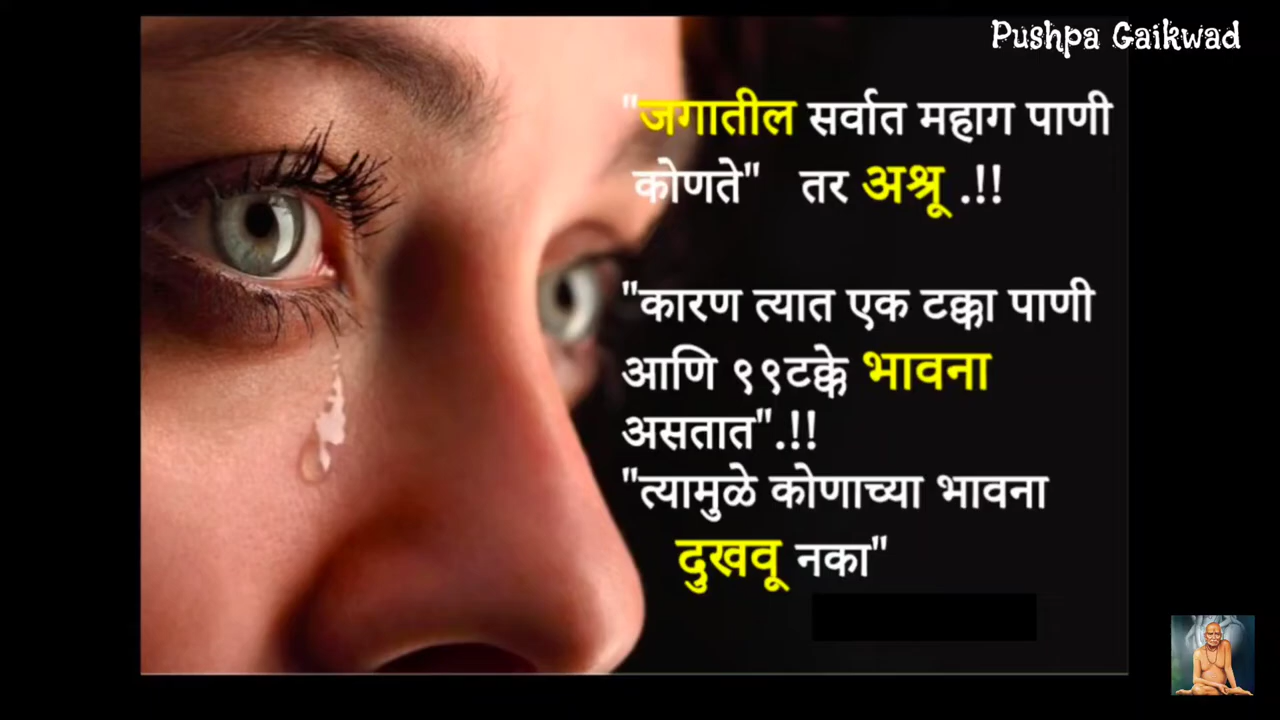 Pushpa Gaikwad
"जगातील सर्वात महाग पाणी
कोणते" तर अश्रू .!!
"कारण त्यात एक टक्का पाणी
आणि ९९टक्के भावना
असतात".!!
"त्यामुळे कोणाच्या भावना
दुखवू नका"